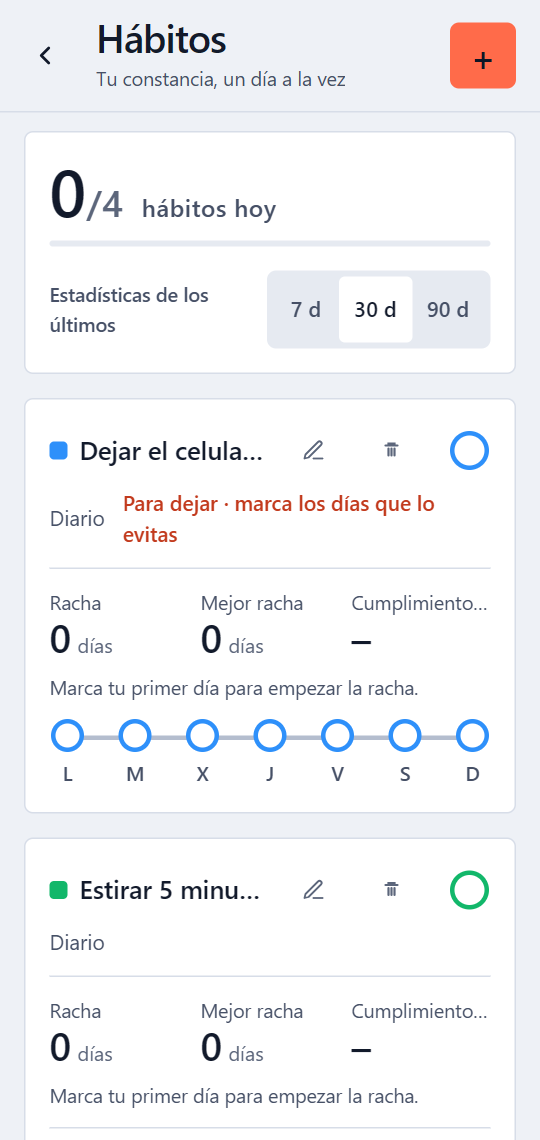 Hábitos
Tu constancia, un día a la vez
+
0/4 hábitos hoy
Estadísticas de los
últimos
7 d 30 d 90 d
Dejar el celula...
Diario
Para dejar · marca los días que lo
evitas
Racha Mejor racha Cumplimiento...
0 días 0 días –
Marca tu primer día para empezar la racha.
L M X J V S D
Estirar 5 minu...
Diario
Racha Mejor racha Cumplimiento...
0 días 0 días –
Marca tu primer día para empezar la racha.